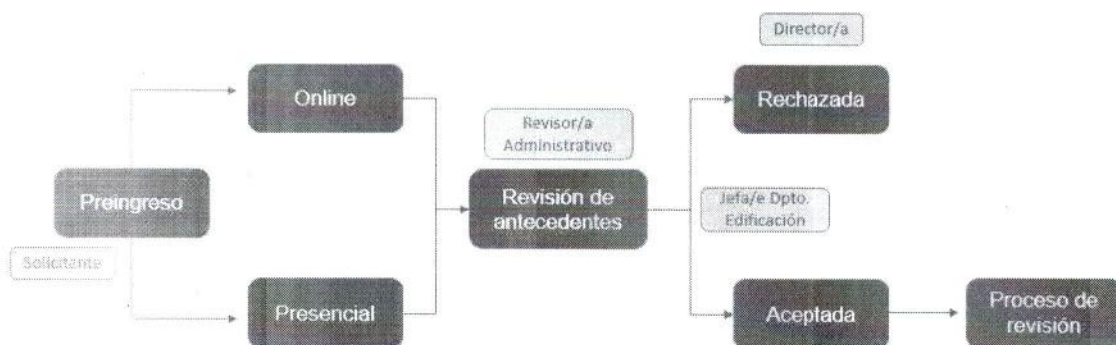 Preingreso
Solicitante
Online
Presencial
Revisor/a
Administrativo
Revisión de
antecedentes
Director/a
Rechazada
Jefa/e Dpto.
Edificación
Aceptada
Proceso de
revisión